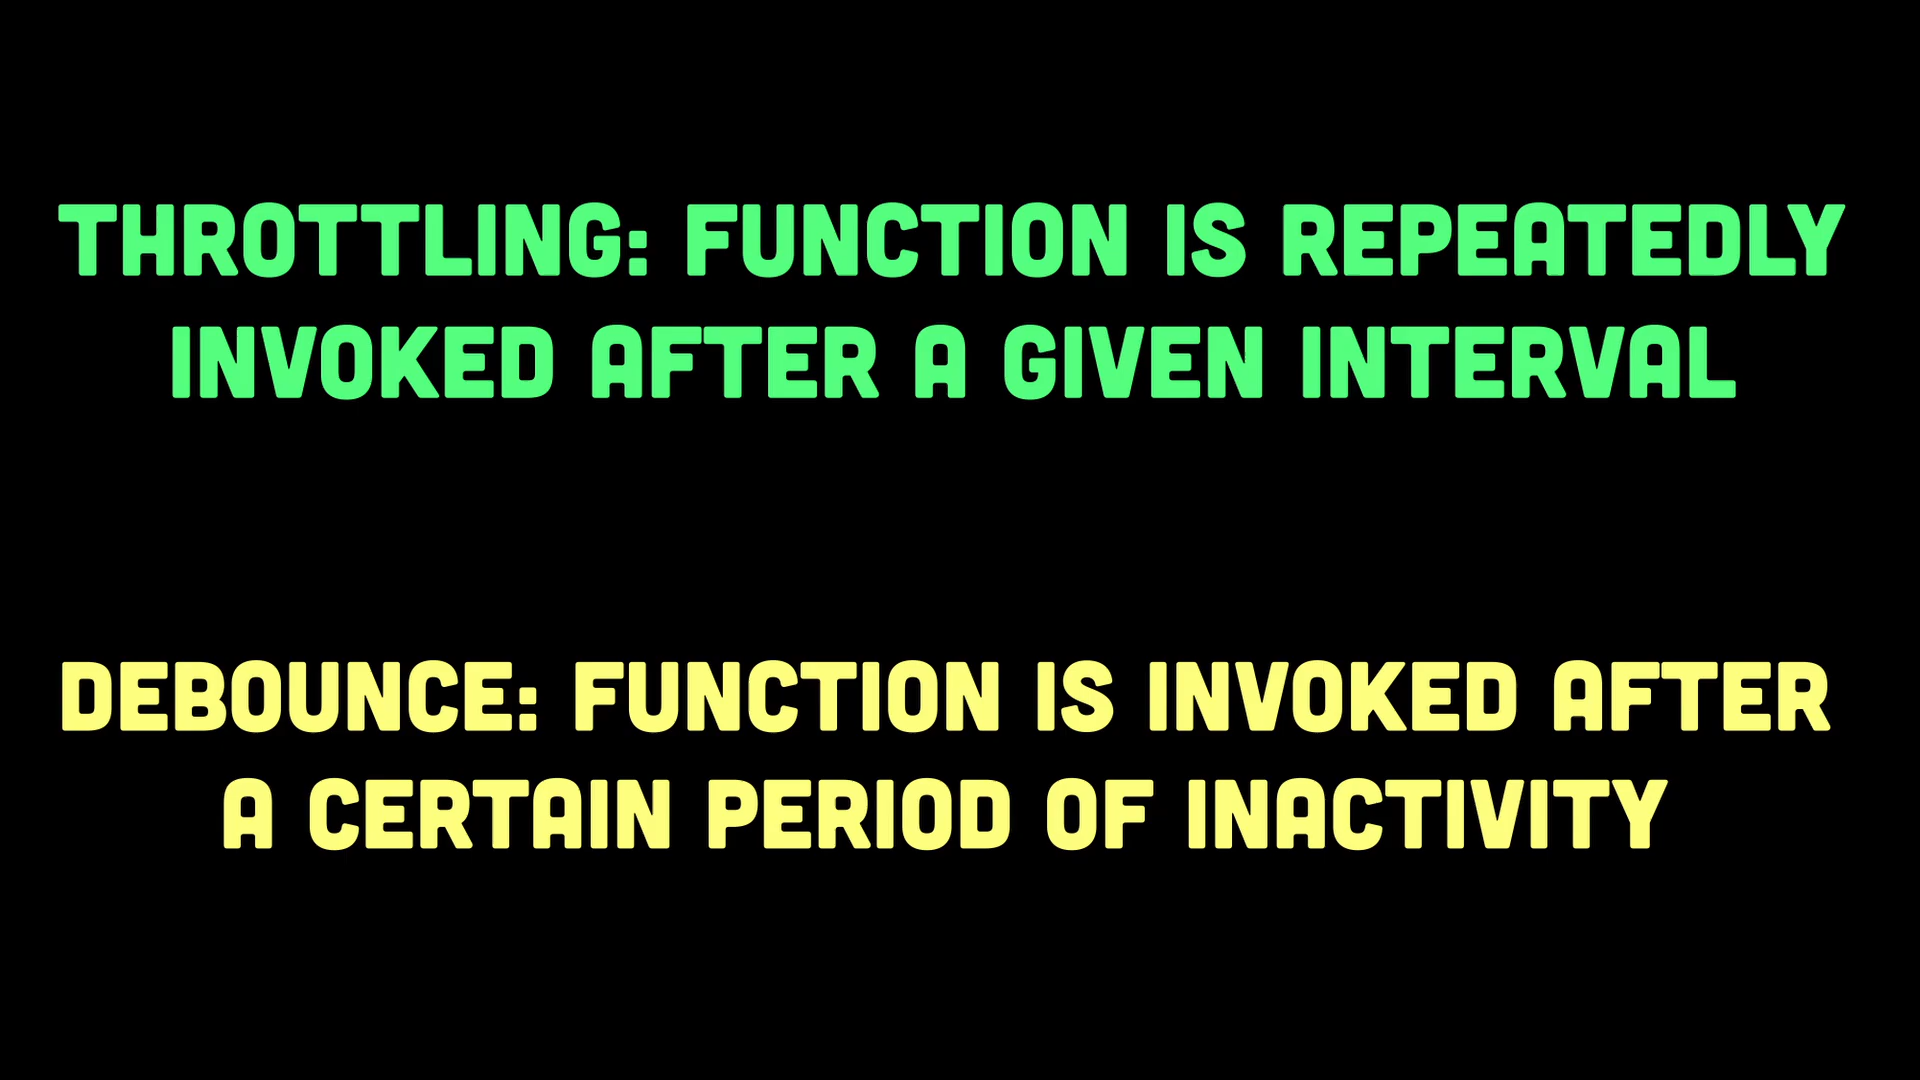 THROTTLING: FUNCTION IS REPEATEDLY
INVOKED AFTER A GIVEN INTERVAL
DEBOUNCE: FUNCTION IS INVOKED AFTER
A CERTAIN PERIOD OF INACTIVITY